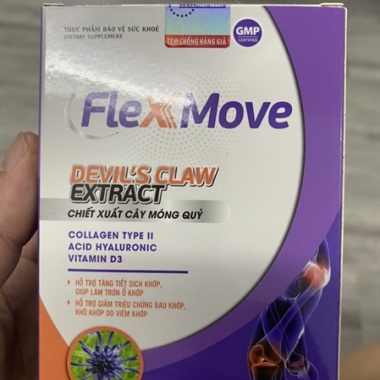 THỰC PHẨM BẢO VỆ SỨC KHOẺ
DIETARY SUPPLEMENT
TEM CHỐNG HÀNG GIẢ
GMP
CERTIFIED
FlexMove
DEVIL'S CLAW
EXTRACT
CHIẾT XUẤT CÂY MÓNG QUỶ
COLLAGEN TYPE II
ACID HYALURONIC
VITAMIN D3
HỖ TRỢ TĂNG TIẾT DỊCH KHỚP,
GIÚP LÀM TRƠN Ổ KHỚP
HỖ TRỢ GIẢM TRIỆU CHỨNG ĐAU KHỚP,
KHÔ KHỚP DO VIÊM KHỚP